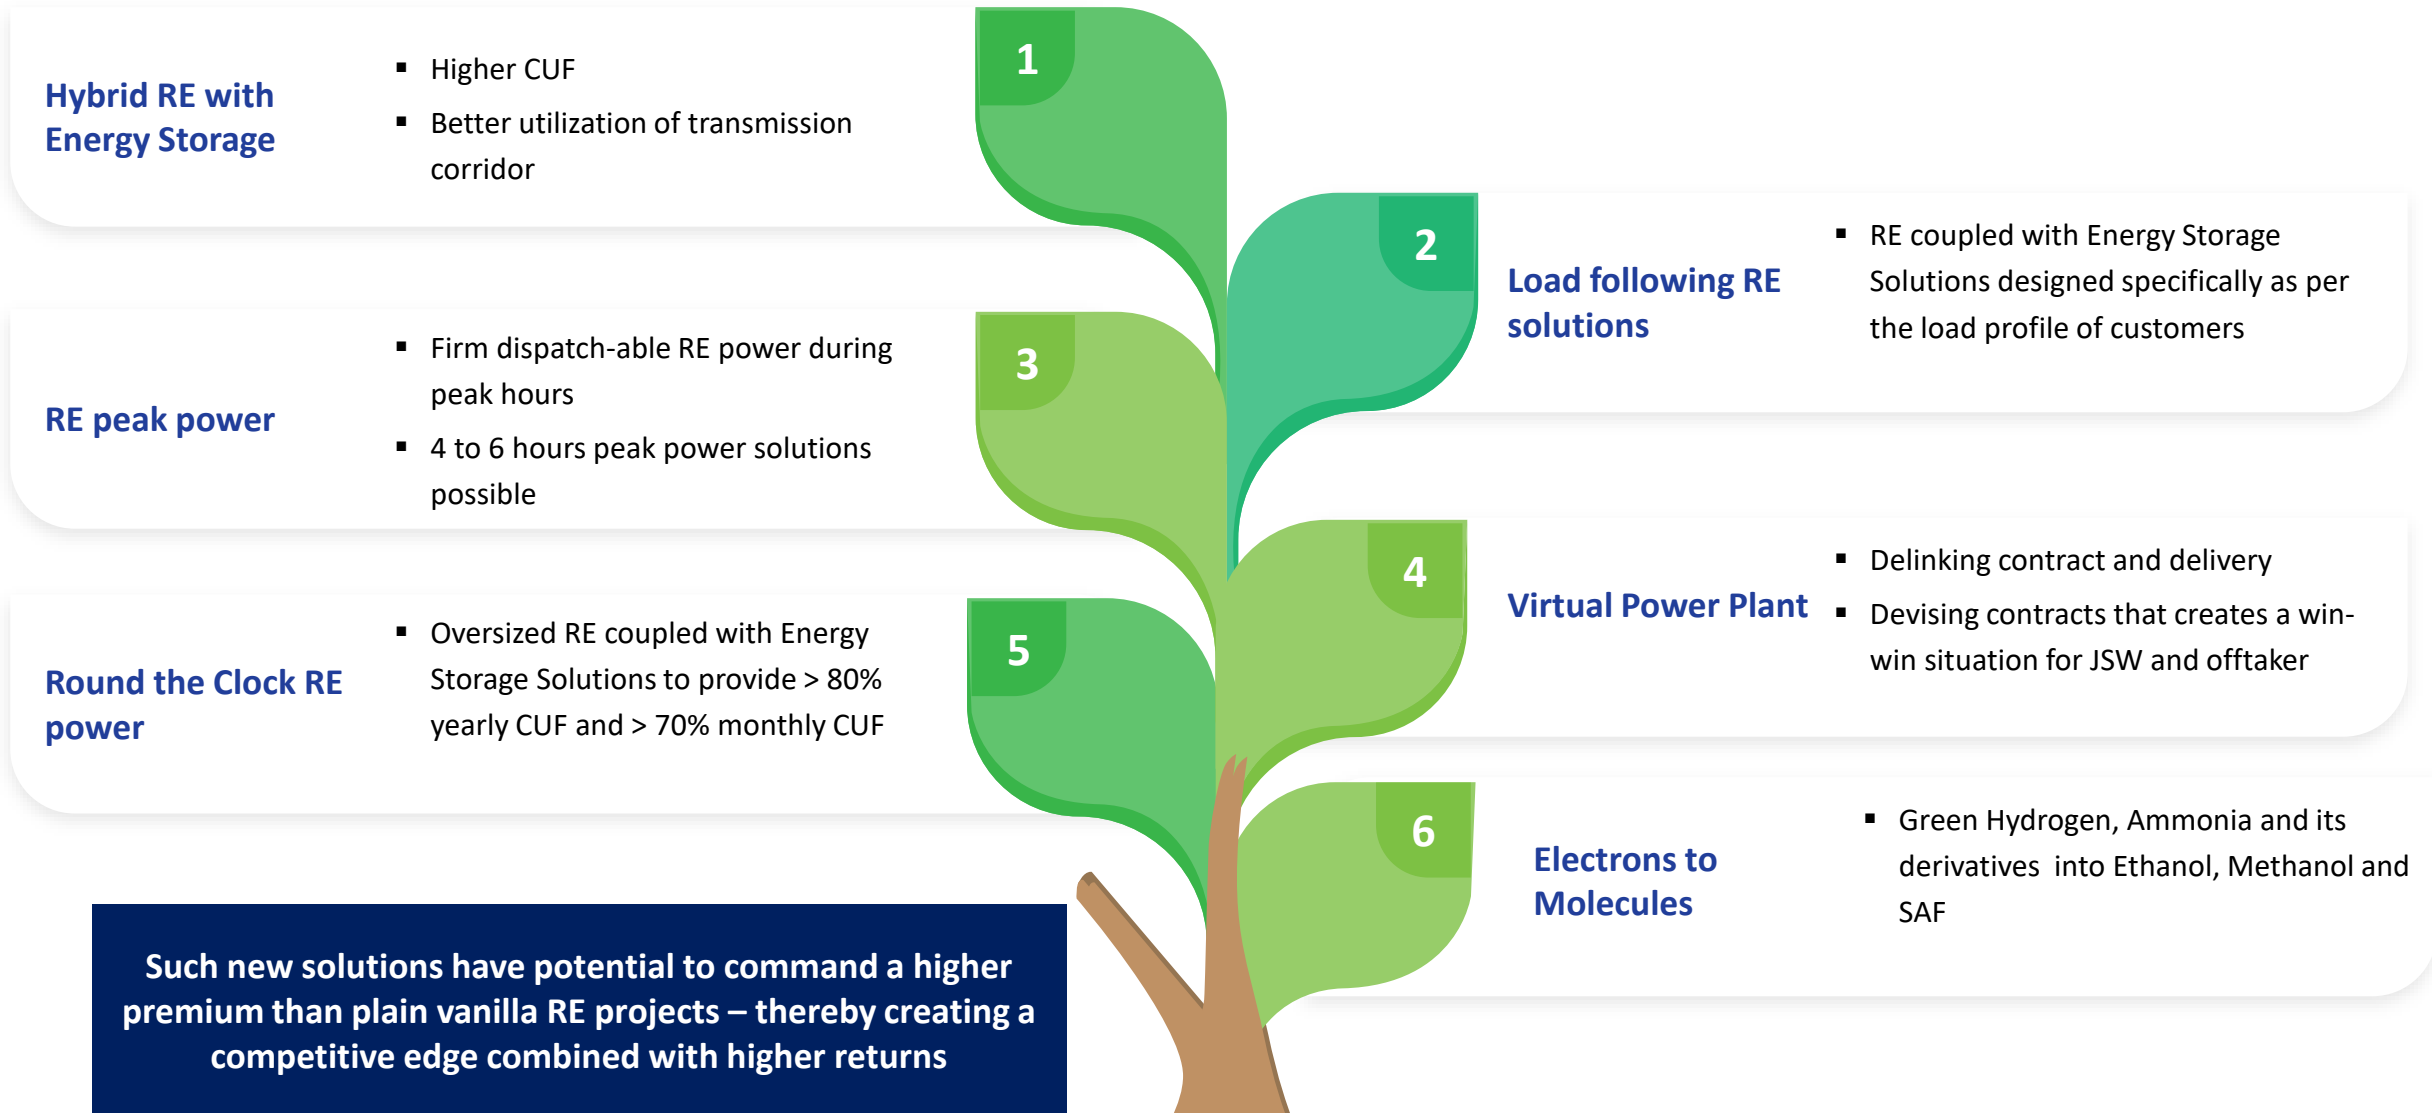 1
Hybrid RE with
Energy Storage
▪ Higher CUF
▪ Better utilization of transmission
corridor
2
Load following RE
solutions
▪ RE coupled with Energy Storage
Solutions designed specifically as per
the load profile of customers
3
RE peak power
▪ Firm dispatch-able RE power during
peak hours
▪ 4 to 6 hours peak power solutions
possible
4
Virtual Power Plant
▪ Delinking contract and delivery
▪ Devising contracts that creates a win-
win situation for JSW and offtaker
5
Round the Clock RE
power
▪ Oversized RE coupled with Energy
Storage Solutions to provide > 80%
yearly CUF and > 70% monthly CUF
6
Electrons to
Molecules
▪ Green Hydrogen, Ammonia and its
derivatives into Ethanol, Methanol and
SAF
Such new solutions have potential to command a higher
premium than plain vanilla RE projects – thereby creating a
competitive edge combined with higher returns